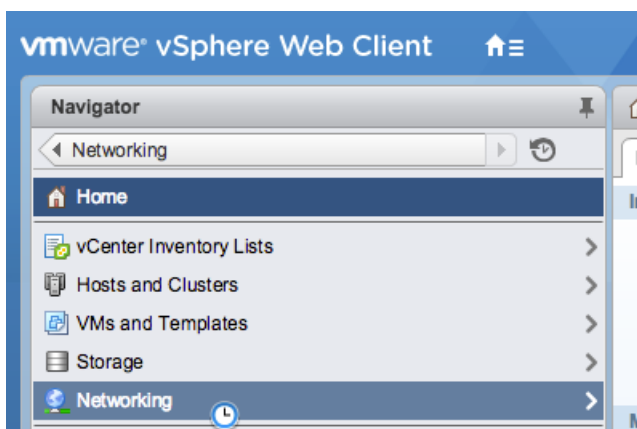 vmware® vSphere Web Client
Navigator
Networking
Home
vCenter Inventory Lists
Hosts and Clusters
VMs and Templates
Storage
Networking